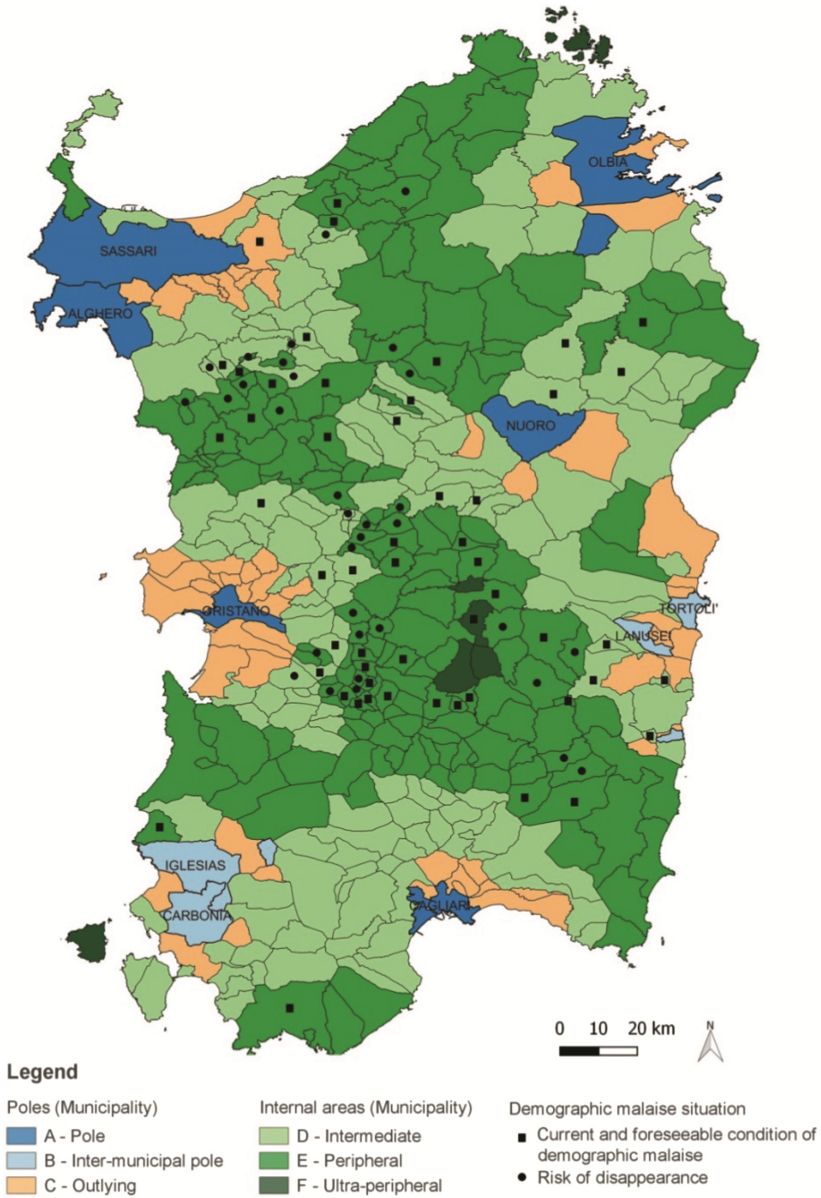 OLBIA
SASSARI
ALGHERO
NUORO
ORISTANO
TORTOLI'
LANUSEI
IGLESIAS
CARBONIA
CAGLIARI
0 10 20 km
N
Legend
Poles (Municipality)
A - Pole
B - Inter-municipal pole
C - Outlying
Internal areas (Municipality)
D - Intermediate
E - Peripheral
F - Ultra-peripheral
Demographic malaise situation
Current and foreseeable condition of
demographic malaise
Risk of disappearance